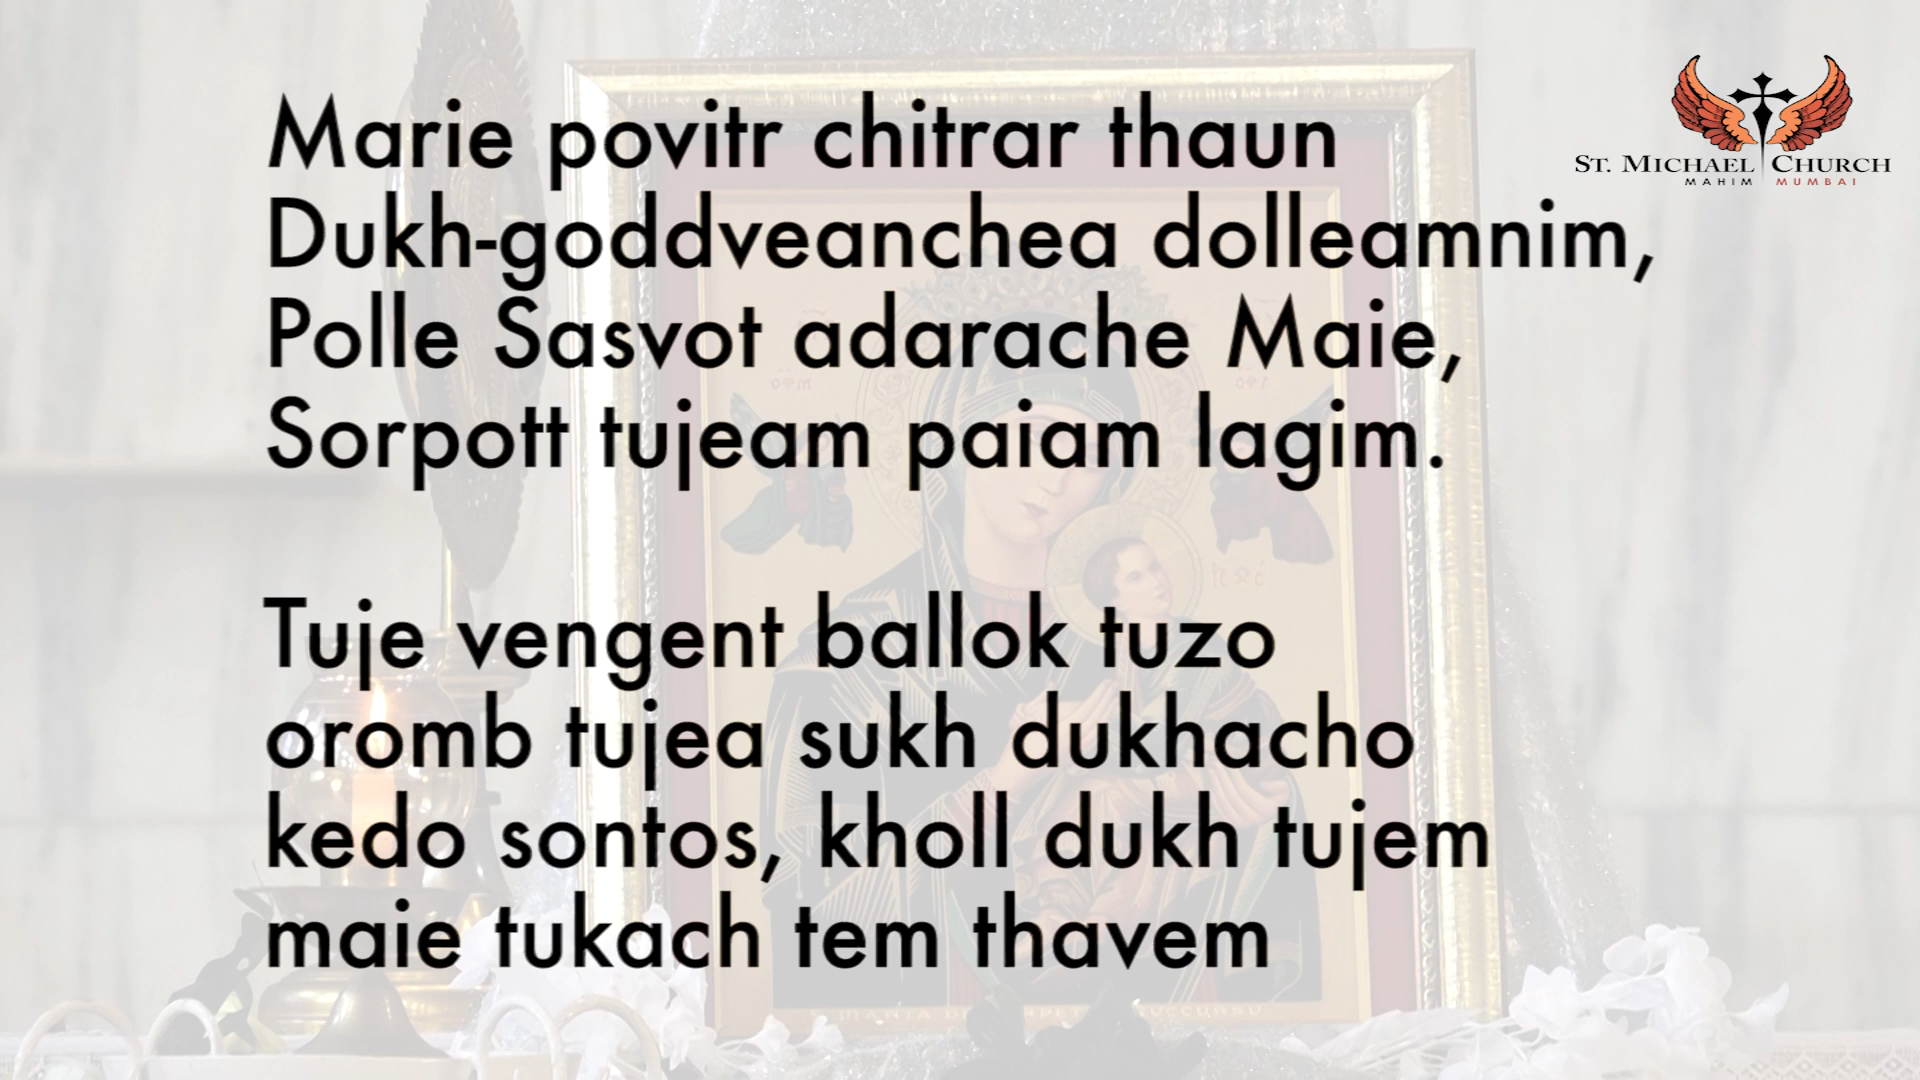 Marie povitr chitrar thaun
Dukh-goddveanchea dolleamnim,
Polle Sasvot adarache Maie,
Sorpott tujeam paiam lagim.
Tuje vengent ballok tuzo
oromb tujea sukh dukhacho
kedo sontos, kholl dukh tujem
maie tukach tem thavem
ST. MICHAEL CHURCH
MAHIM MUMBAI